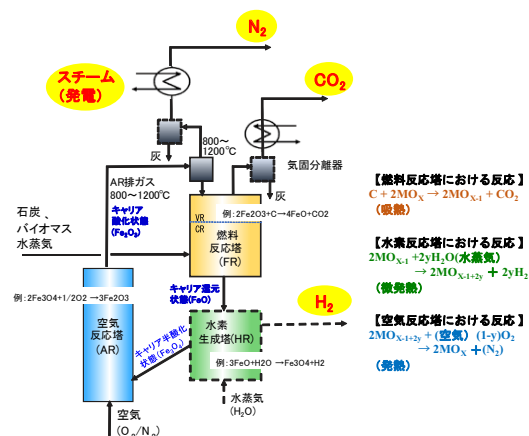 N2
スチーム
(発電)
CO2
800～
1200℃
気固分離器
灰
灰
AR排ガス
800～1200℃
キャリア
酸化状態
(Fe2O3)
石炭、
バイオマス
水蒸気
VR
CR
例:2Fe2O3+C→4FeO+CO2
燃料
反応塔
(FR)
キャリア還元
状態(FeO)
例:2Fe3O4+1/2O2→3Fe2O3
空気
反応塔
(AR)
キャリア半酸化
状態(Fe3O4)
H2
水素
生成塔(HR)
例:3FeO+H2O→Fe3O4+H2
水蒸気
(H2O)
空気
(O2/N2)
【燃料反応塔における反応】
C + 2MOX → 2MOX-1 + CO2
(吸熱)
【水素反応塔における反応】
2MOX-1 +2yH2O(水蒸気)
→ 2MOX-1+2y + 2yH2
(微発熱)
【空気反応塔における反応】
2MOX-1+2y + (空気) (1-y)O2
→ 2MOX +(N2)
(発熱)